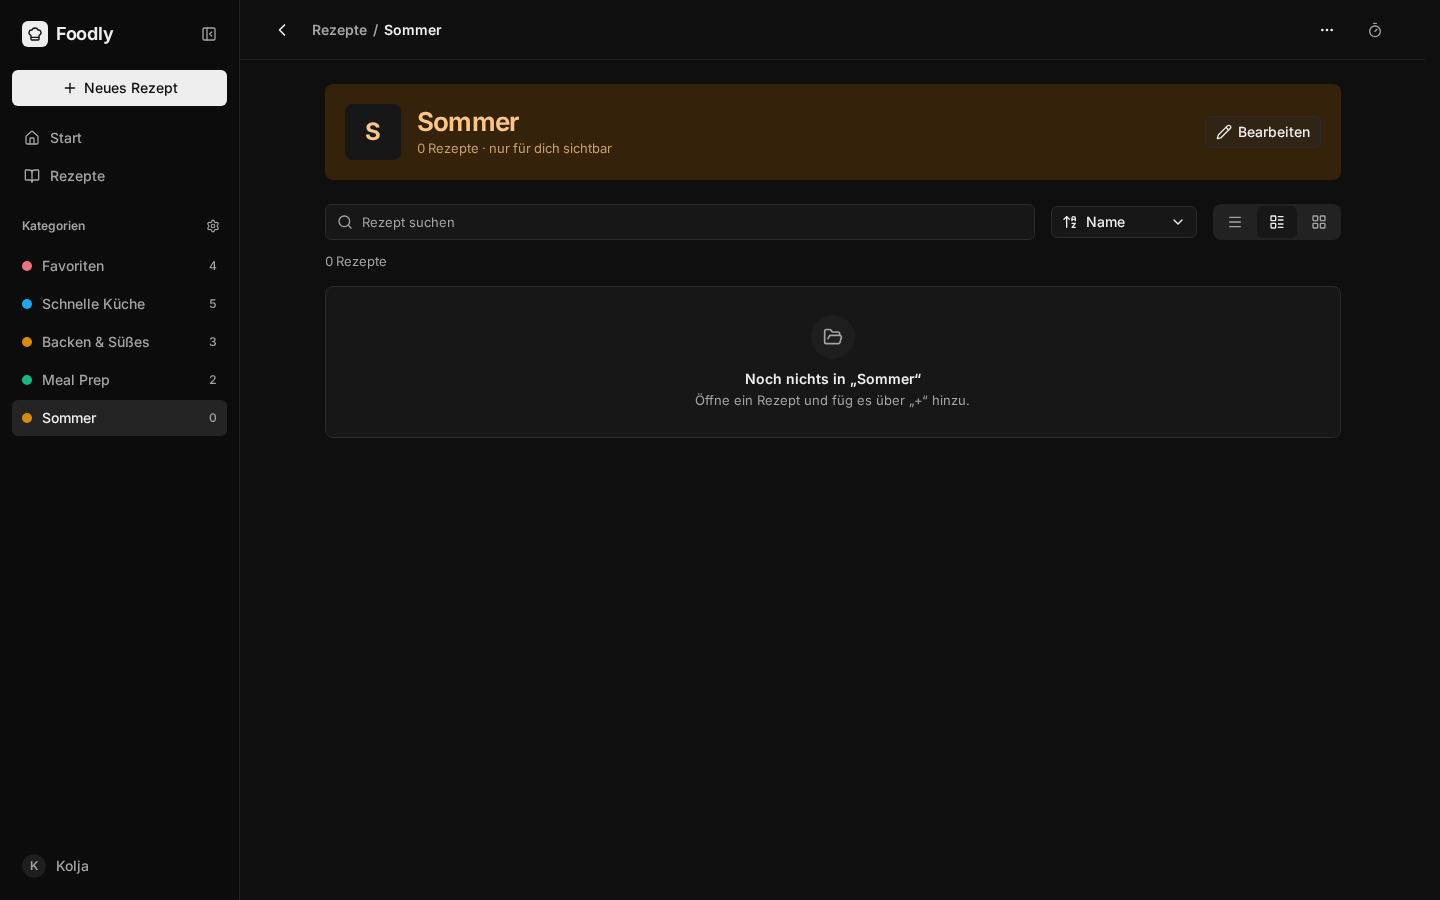 Foodly
Neues Rezept
Start
Rezepte
Kategorien
Favoriten 4
Schnelle Küche 5
Backen & Süßes 3
Meal Prep 2
Sommer 0
K Kolja
Rezepte / Sommer
S
Sommer
0 Rezepte · nur für dich sichtbar
Bearbeiten
Rezept suchen
Name
0 Rezepte
Noch nichts in „Sommer“
Öffne ein Rezept und füg es über „+“ hinzu.